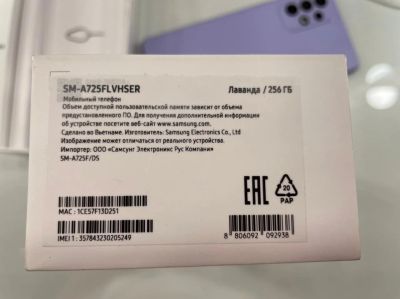 SM-A725FLVHSER Лаванда / 256 ГБ
Мобильный телефон
Объем доступной пользовательской памяти зависит от объема
предустановленного ПО. Для получения дополнительной информации
об устройстве посетите веб-сайт www.samsung.com.
Сделано во Вьетнаме. Изготовитель: Samsung Electronics Co., Ltd
Изображение может отличаться от реального устройства.
Импортер: ООО «Самсунг Электроникс Рус Компани»
SM-A725F/DS
EAC
20
PAP
MAC : 1CE57F13D251
IMEI 1 : 357843230205249
8 806092 092938